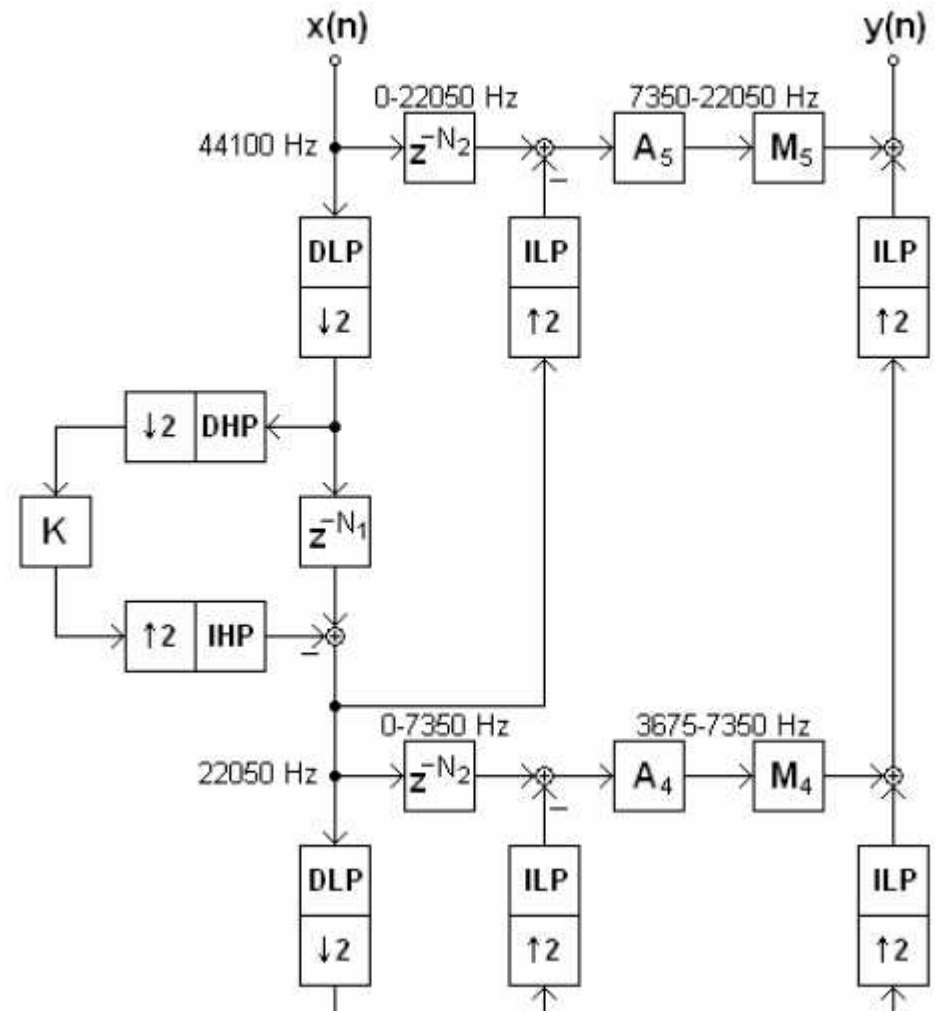 x(n) y(n)
0-22050 Hz 7350-22050 Hz
44100 Hz z⁻ᴺ² + A₅ M₅ +
−
DLP ILP ILP
↓2 ↑2 ↑2
↓2 DHP
K z⁻ᴺ¹
↑2 IHP +
−
0-7350 Hz 3675-7350 Hz
22050 Hz z⁻ᴺ² + A₄ M₄ +
−
DLP ILP ILP
↓2 ↑2 ↑2